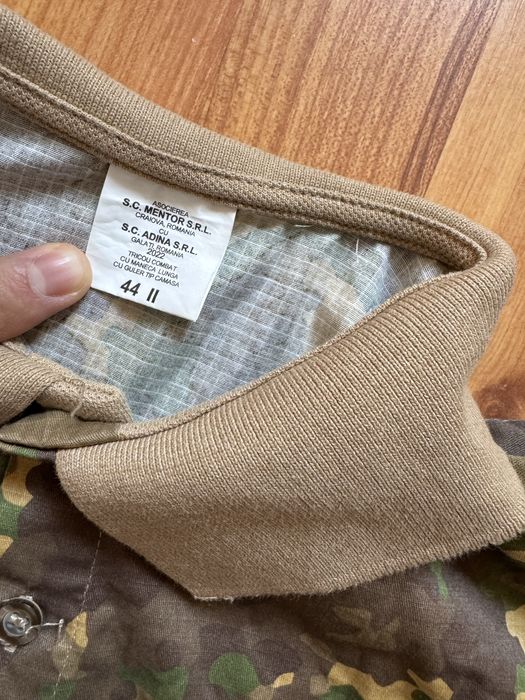 ASOCIEREA
S.C. MENTOR S.R.L.
CRAIOVA, ROMANIA
CU
S.C. ADINA S.R.L.
GALATI, ROMANIA
2022
TRICOU COMBAT
CU MANECA LUNGA
CU GULER TIP CAMASA
44 II